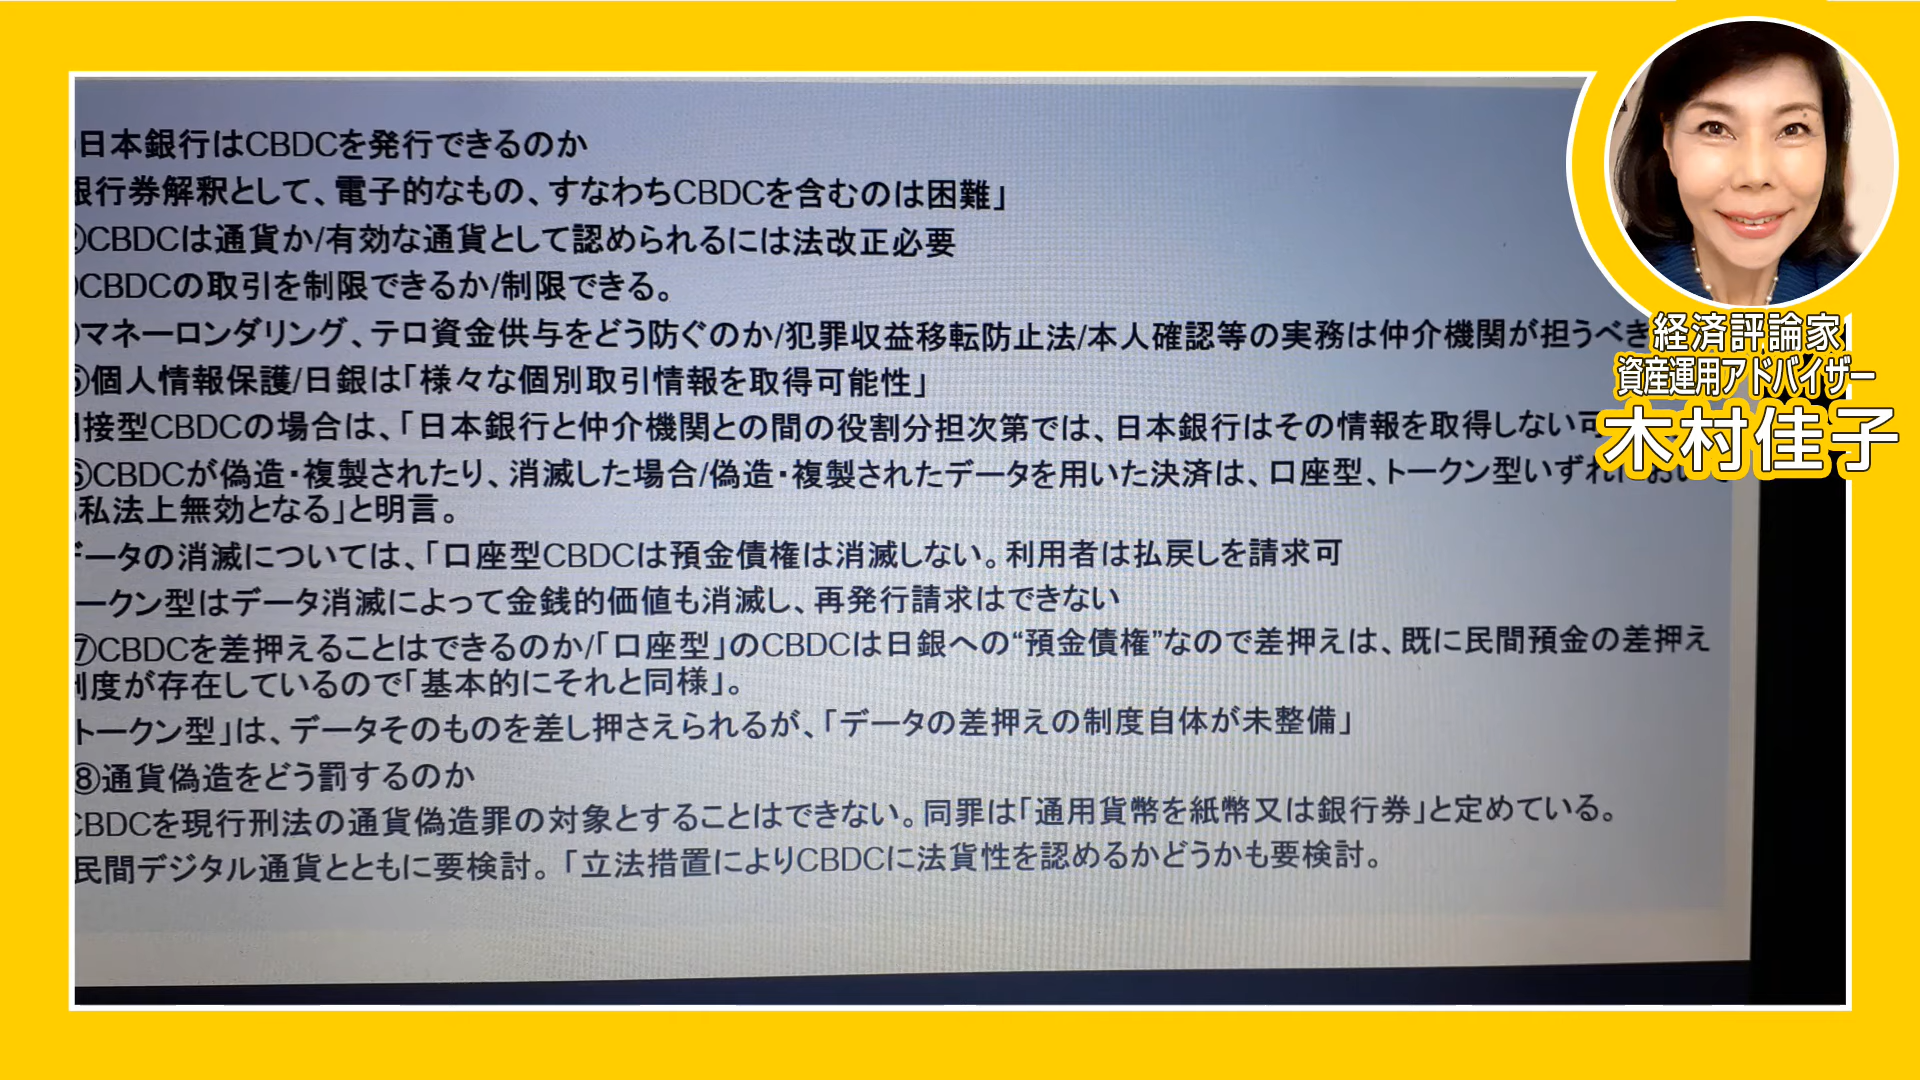 日本銀行はCBDCを発行できるのか
銀行券解釈として、電子的なもの、すなわちCBDCを含むのは困難」
②CBDCは通貨か/有効な通貨として認められるには法改正必要
CBDCの取引を制限できるか/制限できる。
マネーロンダリング、テロ資金供与をどう防ぐのか/犯罪収益移転防止法/本人確認等の実務は仲介機関が担うべき
⑤個人情報保護/日銀は「様々な個別取引情報を取得可能性」
間接型CBDCの場合は、「日本銀行と仲介機関との間の役割分担次第では、日本銀行はその情報を取得しない可
⑥CBDCが偽造・複製されたり、消滅した場合/偽造・複製されたデータを用いた決済は、口座型、トークン型いずれにおいて
私法上無効となる」と明言。
データの消滅については、「口座型CBDCは預金債権は消滅しない。利用者は払戻しを請求可
ークン型はデータ消滅によって金銭的価値も消滅し、再発行請求はできない
⑦CBDCを差押えることはできるのか/「口座型」のCBDCは日銀への“預金債権”なので差押えは、既に民間預金の差押え
制度が存在しているので「基本的にそれと同様」。
トークン型」は、データそのものを差し押さえられるが、「データの差押えの制度自体が未整備」
⑧通貨偽造をどう罰するのか
CBDCを現行刑法の通貨偽造罪の対象とすることはできない。同罪は「通用貨幣を紙幣又は銀行券」と定めている。
民間デジタル通貨とともに要検討。「立法措置によりCBDCに法貨性を認めるかどうかも要検討。
経済評論家
資産運用アドバイザー
木村佳子